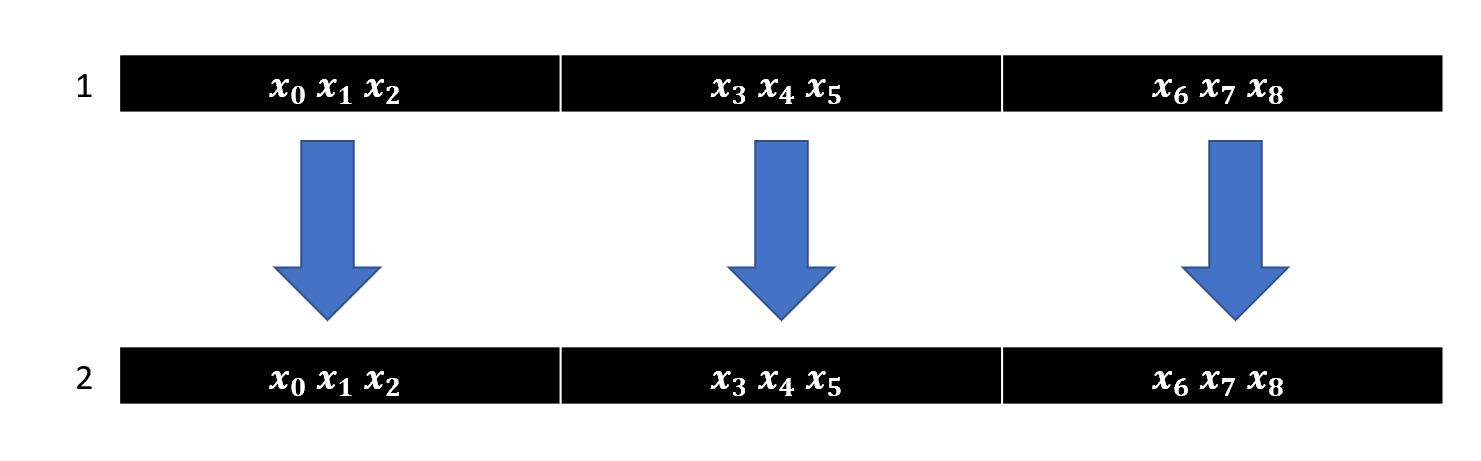 1 x₀ x₁ x₂ x₃ x₄ x₅ x₆ x₇ x₈
2 x₀ x₁ x₂ x₃ x₄ x₅ x₆ x₇ x₈